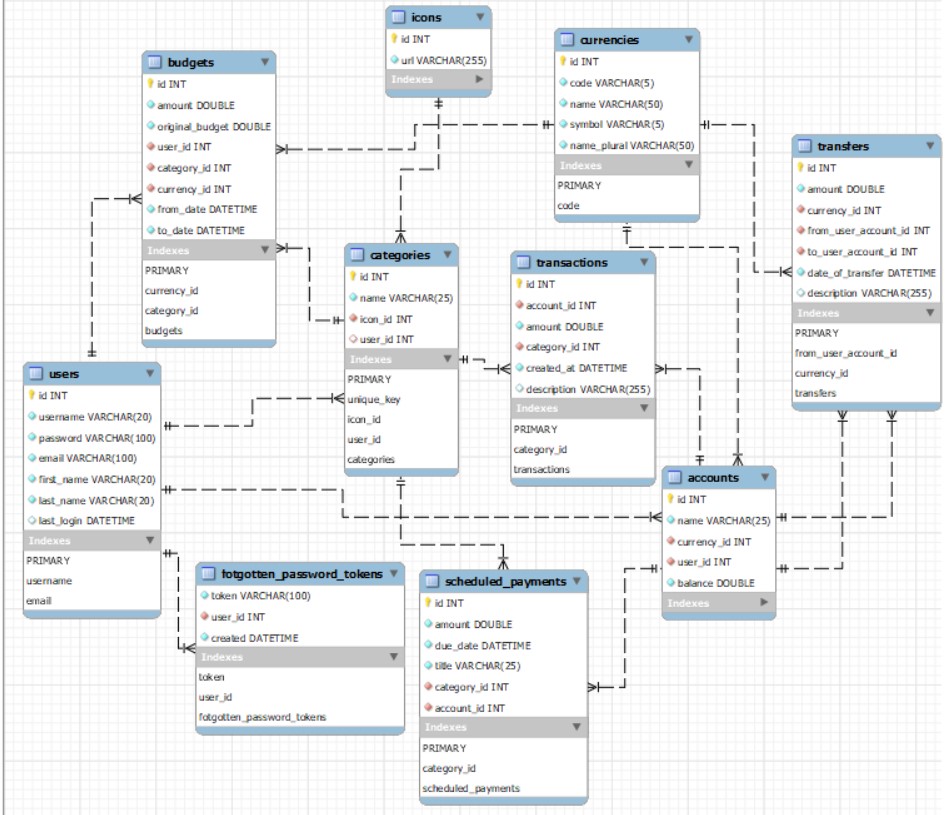 icons
id INT
url VARCHAR(255)
Indexes
currencies
id INT
code VARCHAR(5)
name VARCHAR(50)
symbol VARCHAR(5)
name_plural VARCHAR(50)
Indexes
PRIMARY
code
budgets
id INT
amount DOUBLE
original_budget DOUBLE
user_id INT
category_id INT
currency_id INT
from_date DATETIME
to_date DATETIME
Indexes
PRIMARY
currency_id
category_id
budgets
transfers
id INT
amount DOUBLE
currency_id INT
from_user_account_id INT
to_user_account_id INT
date_of_transfer DATETIME
description VARCHAR(255)
Indexes
PRIMARY
from_user_account_id
currency_id
transfers
categories
id INT
name VARCHAR(25)
icon_id INT
user_id INT
Indexes
PRIMARY
unique_key
icon_id
user_id
categories
transactions
id INT
account_id INT
amount DOUBLE
category_id INT
created_at DATETIME
description VARCHAR(255)
Indexes
PRIMARY
category_id
transactions
users
id INT
username VARCHAR(20)
password VARCHAR(100)
email VARCHAR(100)
first_name VARCHAR(20)
last_name VARCHAR(20)
last_login DATETIME
Indexes
PRIMARY
username
email
accounts
id INT
name VARCHAR(25)
currency_id INT
user_id INT
balance DOUBLE
Indexes
fotgotten_password_tokens
token VARCHAR(100)
user_id INT
created DATETIME
Indexes
token
user_id
fotgotten_password_tokens
scheduled_payments
id INT
amount DOUBLE
due_date DATETIME
title VARCHAR(25)
category_id INT
account_id INT
Indexes
PRIMARY
category_id
scheduled_payments